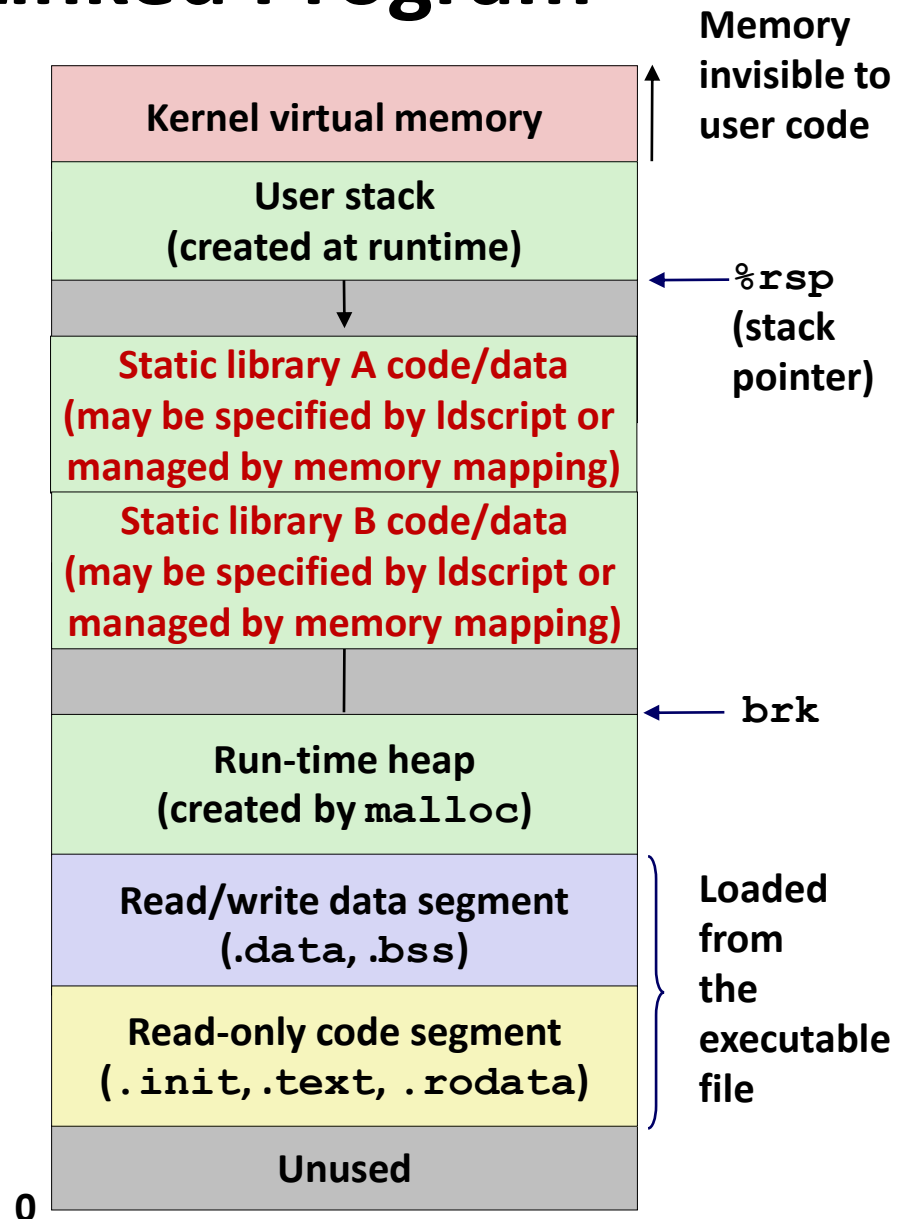 Linked Program
Memory
invisible to
user code
Kernel virtual memory
User stack
(created at runtime)
%rsp
(stack
pointer)
Static library A code/data
(may be specified by ldscript or
managed by memory mapping)
Static library B code/data
(may be specified by ldscript or
managed by memory mapping)
brk
Run-time heap
(created by malloc)
Read/write data segment
(.data, .bss)
Loaded
from
the
executable
file
Read-only code segment
(.init, .text, .rodata)
Unused
0